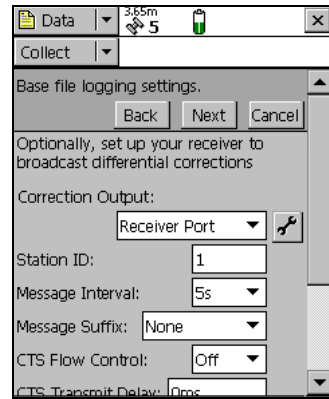 Data 3.65m 5
Collect
Base file logging settings.
Back Next Cancel
Optionally, set up your receiver to
broadcast differential corrections
Correction Output:
Receiver Port
Station ID: 1
Message Interval: 5s
Message Suffix: None
CTS Flow Control: Off
CTS Transmit Delay: 0ms